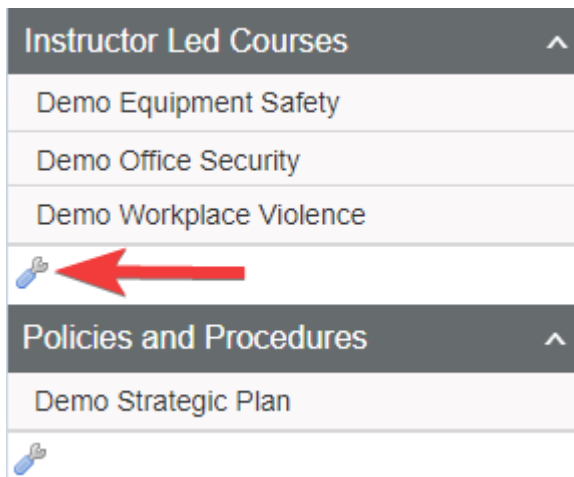 Instructor Led Courses
Demo Equipment Safety
Demo Office Security
Demo Workplace Violence
Policies and Procedures
Demo Strategic Plan